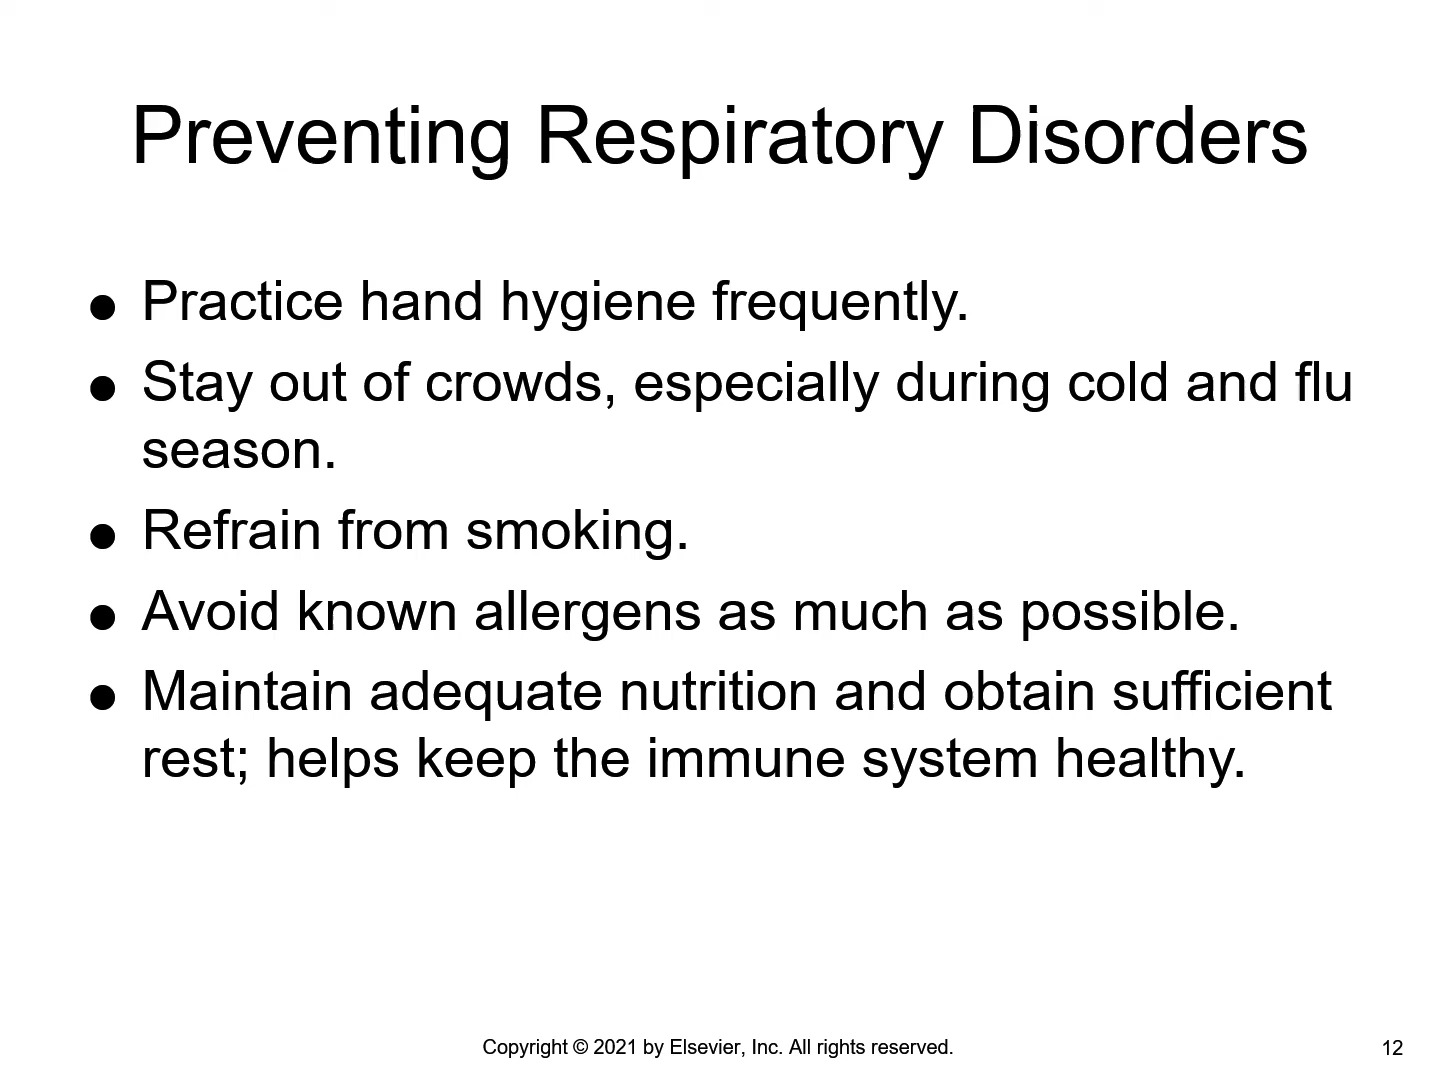 Preventing Respiratory Disorders
● Practice hand hygiene frequently.
● Stay out of crowds, especially during cold and flu
season.
● Refrain from smoking.
● Avoid known allergens as much as possible.
● Maintain adequate nutrition and obtain sufficient
rest; helps keep the immune system healthy.
Copyright © 2021 by Elsevier, Inc. All rights reserved.
12